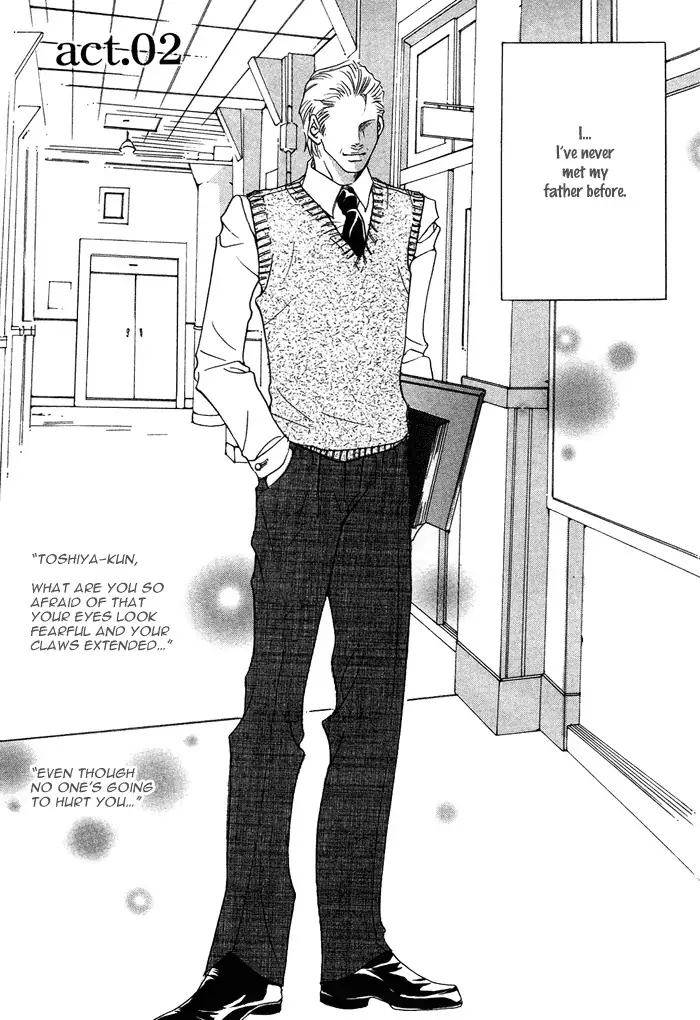 act.02
I...
I've never
met my
father before.
"TOSHIYA-KUN,
WHAT ARE YOU SO
AFRAID OF THAT
YOUR EYES LOOK
FEARFUL AND YOUR
CLAWS EXTENDED..."
"EVEN THOUGH
NO ONE'S GOING
TO HURT YOU..."